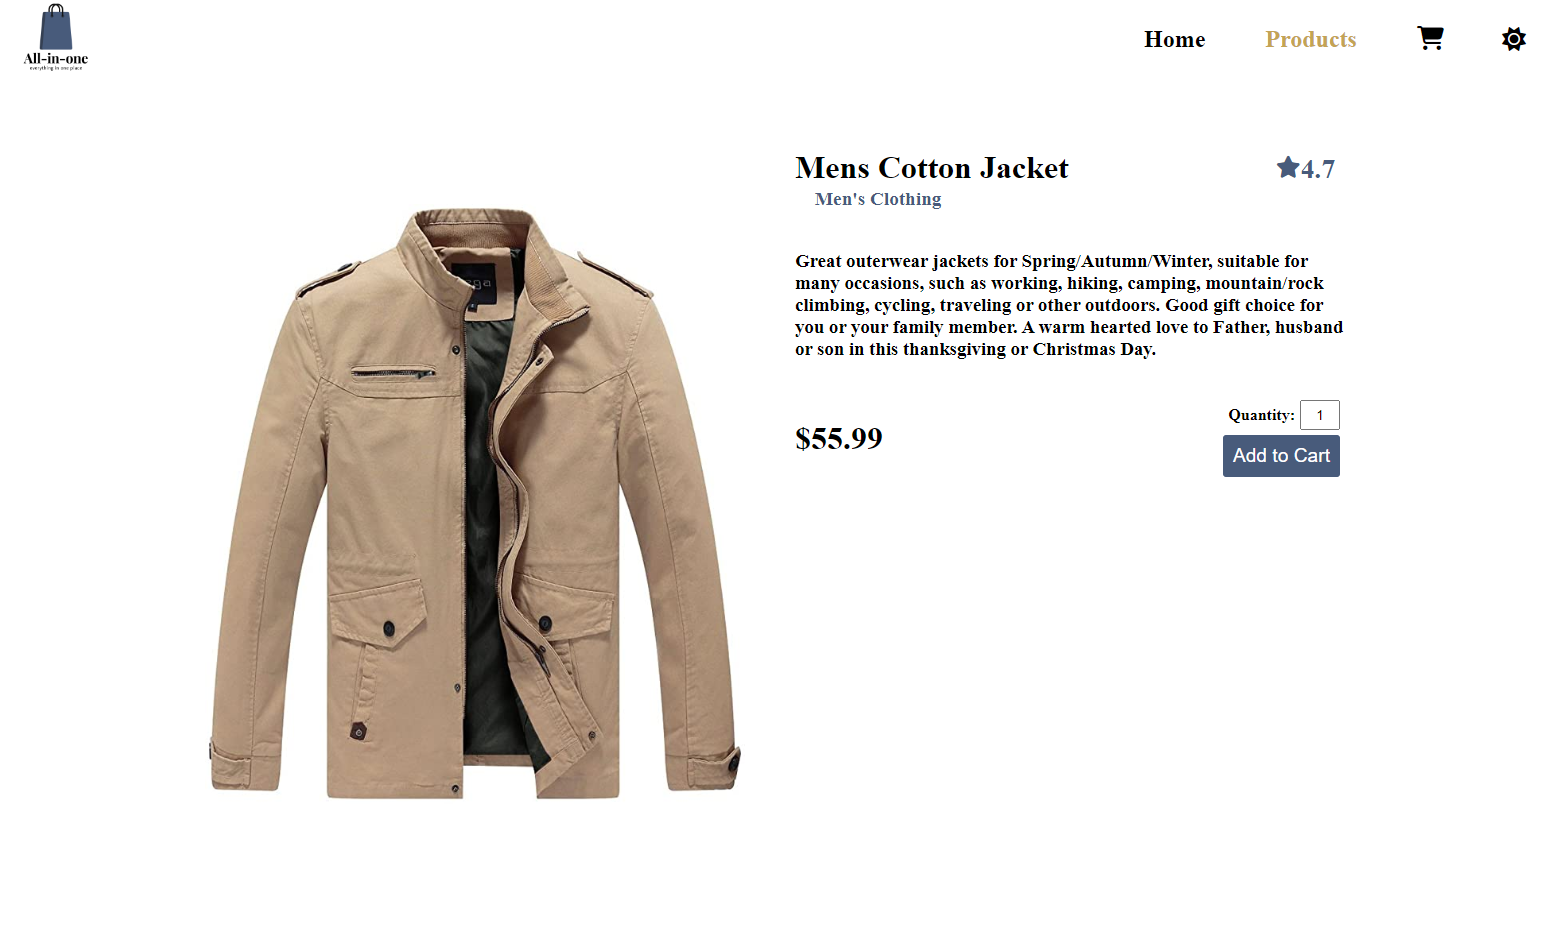 All-in-one
everything in one place
Home
Products
Mens Cotton Jacket
4.7
Men's Clothing
Great outerwear jackets for Spring/Autumn/Winter, suitable for
many occasions, such as working, hiking, camping, mountain/rock
climbing, cycling, traveling or other outdoors. Good gift choice for
you or your family member. A warm hearted love to Father, husband
or son in this thanksgiving or Christmas Day.
Quantity: 1
$55.99
Add to Cart